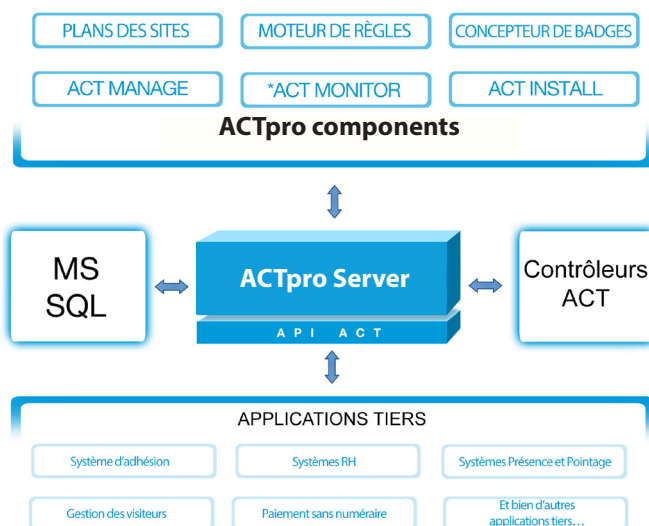 PLANS DES SITES
MOTEUR DE RÈGLES
CONCEPTEUR DE BADGES
ACT MANAGE
*ACT MONITOR
ACT INSTALL
ACTpro components
MS
SQL
ACTpro Server
API ACT
Contrôleurs
ACT
APPLICATIONS TIERS
Système d'adhésion
Systèmes RH
Systèmes Présence et Pointage
Gestion des visiteurs
Paiement sans numéraire
Et bien d'autres
applications tiers…